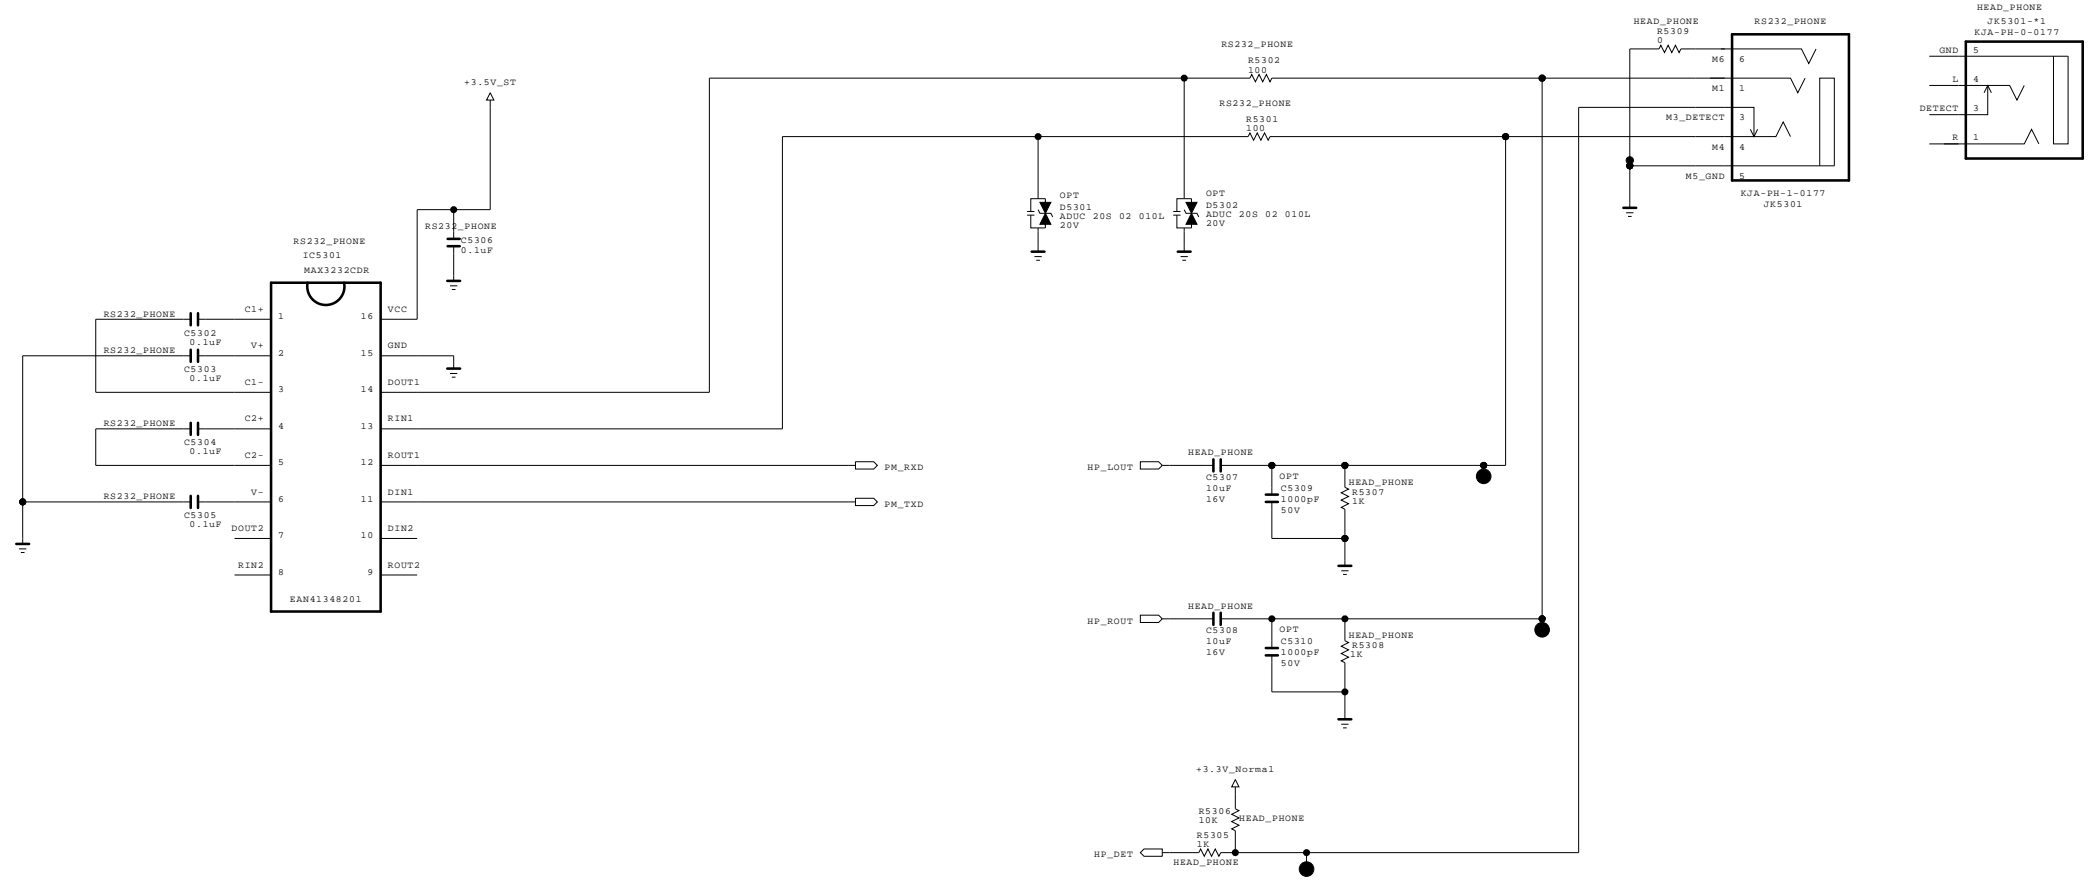 HEAD_PHONE
JK5301-*1
KJA-PH-0-0177
GND 5
L 4
DETECT 3
R 1
RS232_PHONE
HEAD_PHONE
R5309
0
M6 6
M1 1
M3_DETECT 3
M4 4
M5_GND 5
KJA-PH-1-0177
JK5301
RS232_PHONE
R5302
100
RS232_PHONE
R5301
100
+3.5V_ST
RS232_PHONE
C5306
0.1uF
OPT
D5301
ADUC 20S 02 010L
20V
OPT
D5302
ADUC 20S 02 010L
20V
RS232_PHONE
IC5301
MAX3232CDR
RS232_PHONE
C5302
0.1uF
RS232_PHONE
C5303
0.1uF
RS232_PHONE
C5304
0.1uF
RS232_PHONE
C5305
0.1uF
C1+ 1 16 VCC
V+ 2 15 GND
C1- 3 14 DOUT1
C2+ 4 13 RIN1
C2- 5 12 ROUT1
V- 6 11 DIN1
DOUT2 7 10 DIN2
RIN2 8 9 ROUT2
EAN41348201
PM_RXD
PM_TXD
HP_LOUT
HEAD_PHONE
C5307
10uF
16V
OPT
C5309
1000pF
50V
HEAD_PHONE
R5307
1K
HP_ROUT
HEAD_PHONE
C5308
10uF
16V
OPT
C5310
1000pF
50V
HEAD_PHONE
R5308
1K
+3.3V_Normal
R5306
10K
HEAD_PHONE
R5305
1K
HP_DET
HEAD_PHONE